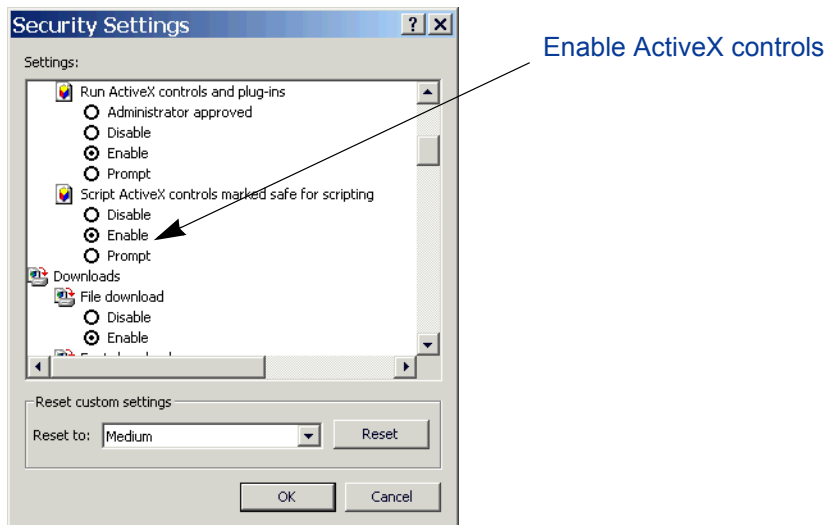 Security Settings
Enable ActiveX controls
Settings:
Run ActiveX controls and plug-ins
Administrator approved
Disable
Enable
Prompt
Script ActiveX controls marked safe for scripting
Disable
Enable
Prompt
Downloads
File download
Disable
Enable
Reset custom settings
Reset to: Medium Reset
OK Cancel